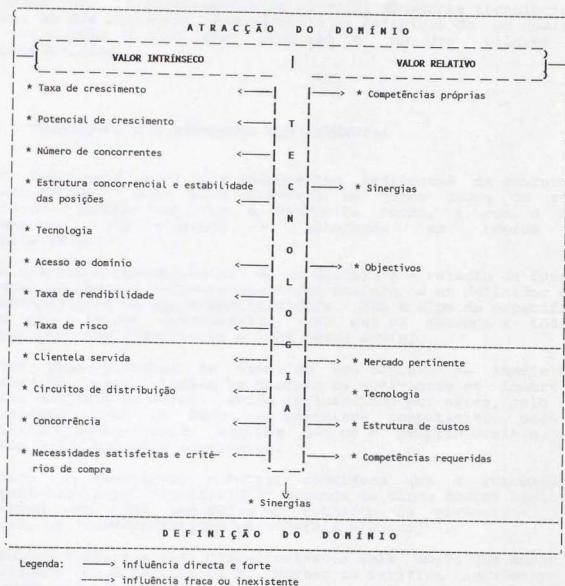 ATRACÇÃO DO DOMÍNIO
VALOR INTRÍNSECO | VALOR RELATIVO
* Taxa de crescimento
* Competências próprias
* Potencial de crescimento
* Número de concorrentes
* Estrutura concorrencial e estabilidade
das posições
* Sinergias
* Tecnologia
* Acesso ao domínio
* Objectivos
* Taxa de rendibilidade
* Taxa de risco
TECNOLOGIA
* Clientela servida
* Mercado pertinente
* Circuitos de distribuição
* Tecnologia
* Concorrência
* Estrutura de custos
* Necessidades satisfeitas e crité-
rios de compra
* Competências requeridas
* Sinergias
DEFINIÇÃO DO DOMÍNIO
Legenda: ———> influência directa e forte
-----> influência fraca ou inexistente